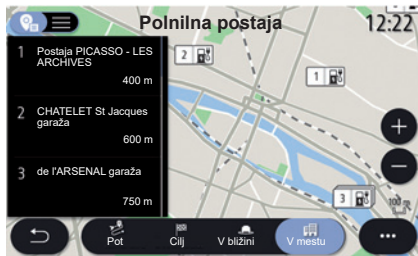 Polnilna postaja
12:22
1 Postaja PICASSO - LES
ARCHIVES
400 m
2 CHATELET St Jacques
garaža
600 m
3 de l'ARSENAL garaža
750 m
2
1
3
+
−
100 m
Pot
Cilj
V bližini
V mestu